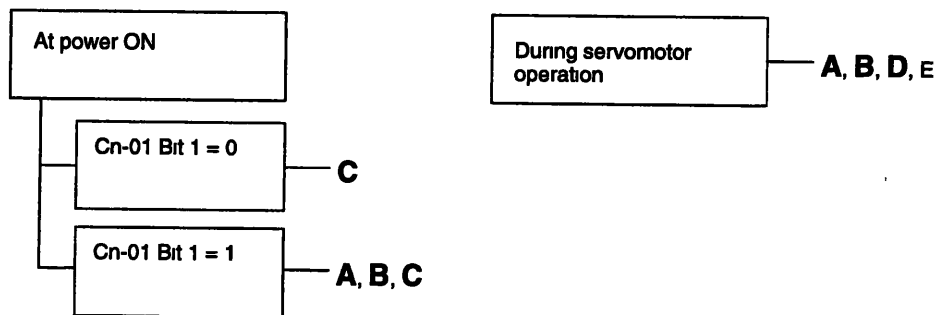 At power ON
Cn-01 Bit 1 = 0
C
Cn-01 Bit 1 = 1
A, B, C
During servomotor
operation
A, B, D, E